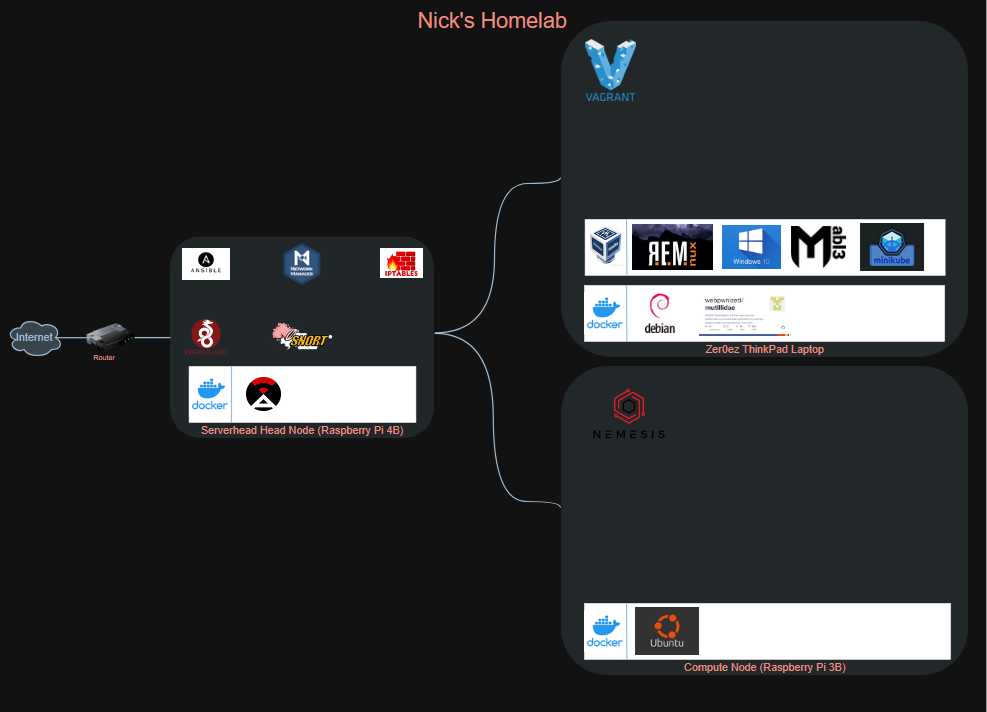 Nick's Homelab
VAGRANT
ANSIBLE
NETWORK
MANAGER
IPTABLES
Internet
Router
WIREGUARD
SNORT
docker
Serverhead Head Node (Raspberry Pi 4B)
REM
nux
Windows 10
Mabl3
minikube
docker
debian
webpwnized/
mutillidae
Zer0ez ThinkPad Laptop
NEMESIS
docker
Ubuntu
Compute Node (Raspberry Pi 3B)